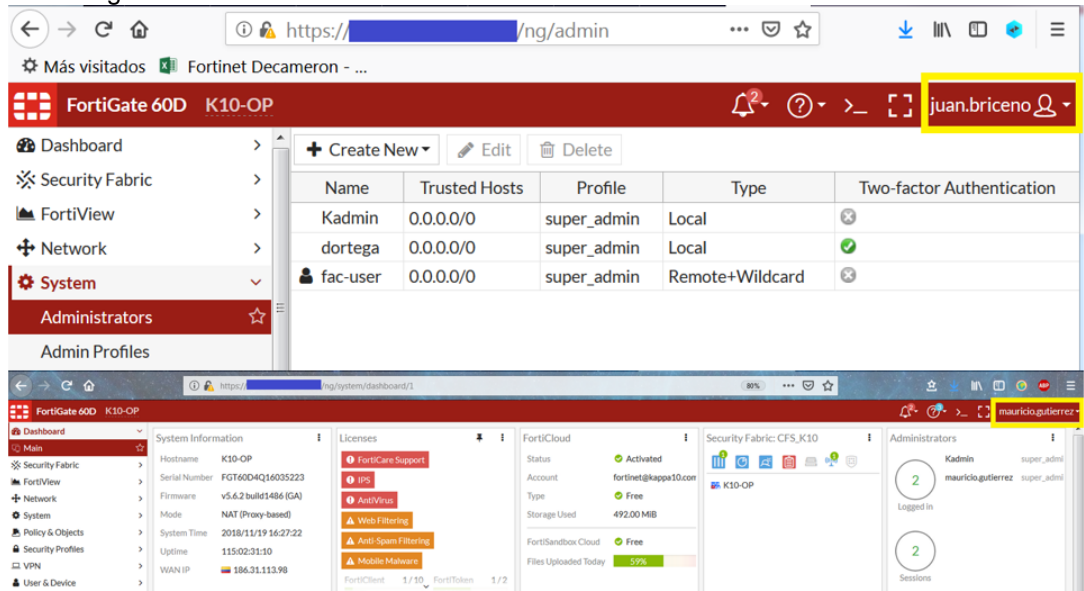 https:// /ng/admin
Más visitados Fortinet Decameron - ...
FortiGate 60D K10-OP 2 ? >_ juan.briceno
Dashboard
Security Fabric
FortiView
Network
System
Administrators
Admin Profiles
+ Create New Edit Delete
Name Trusted Hosts Profile Type Two-factor Authentication
Kadmin 0.0.0.0/0 super_admin Local
dortega 0.0.0.0/0 super_admin Local
fac-user 0.0.0.0/0 super_admin Remote+Wildcard
https:// /ng/system/dashboard/1 80%
FortiGate 60D K10-OP >_ mauricio.gutierrez
Dashboard
Main
Security Fabric
FortiView
Network
System
Policy & Objects
Security Profiles
VPN
User & Device
System Information
Hostname K10-OP
Serial Number FGT60D4Q16035223
Firmware v5.6.2 build1486 (GA)
Mode NAT (Proxy-based)
System Time 2018/11/19 16:27:22
Uptime 115:02:31:10
WAN IP 186.31.113.98
Licenses
FortiCare Support
IPS
AntiVirus
Web Filtering
Anti-Spam Filtering
Mobile Malware
FortiClient 1/10 FortiToken 1/2
FortiCloud
Status Activated
Account fortinet@kappa10.com
Type Free
Storage Used 492.00 MiB
FortiSandbox Cloud Free
Files Uploaded Today 59%
Security Fabric: CFS_K10
K10-OP
Administrators
2
Logged in
Kadmin super_admi
mauricio.gutierrez super_admi
2
Sessions